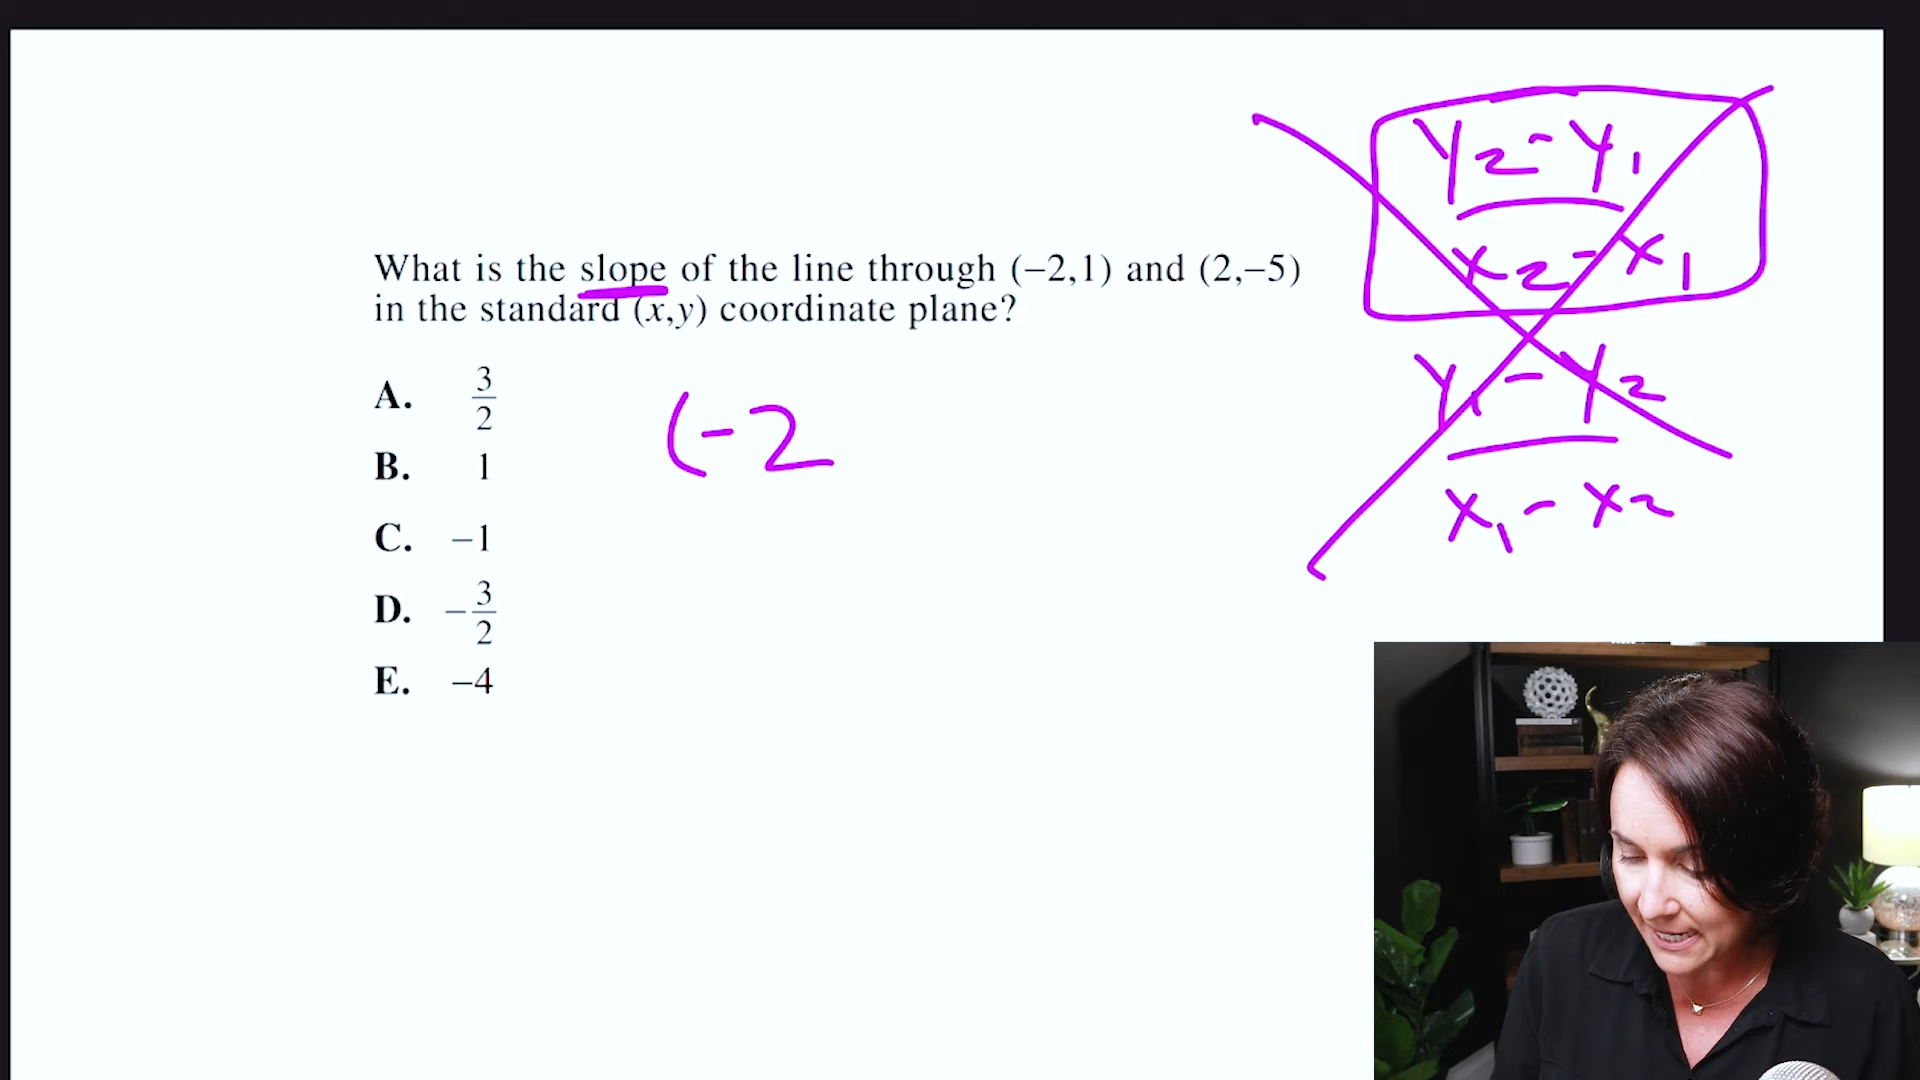 What is the slope of the line through (−2,1) and (2,−5)
in the standard (x,y) coordinate plane?
A. 3/2
B. 1
C. −1
D. −3/2
E. −4
(-2
y2 - y1
x2 - x1
y1 - y2
x1 - x2